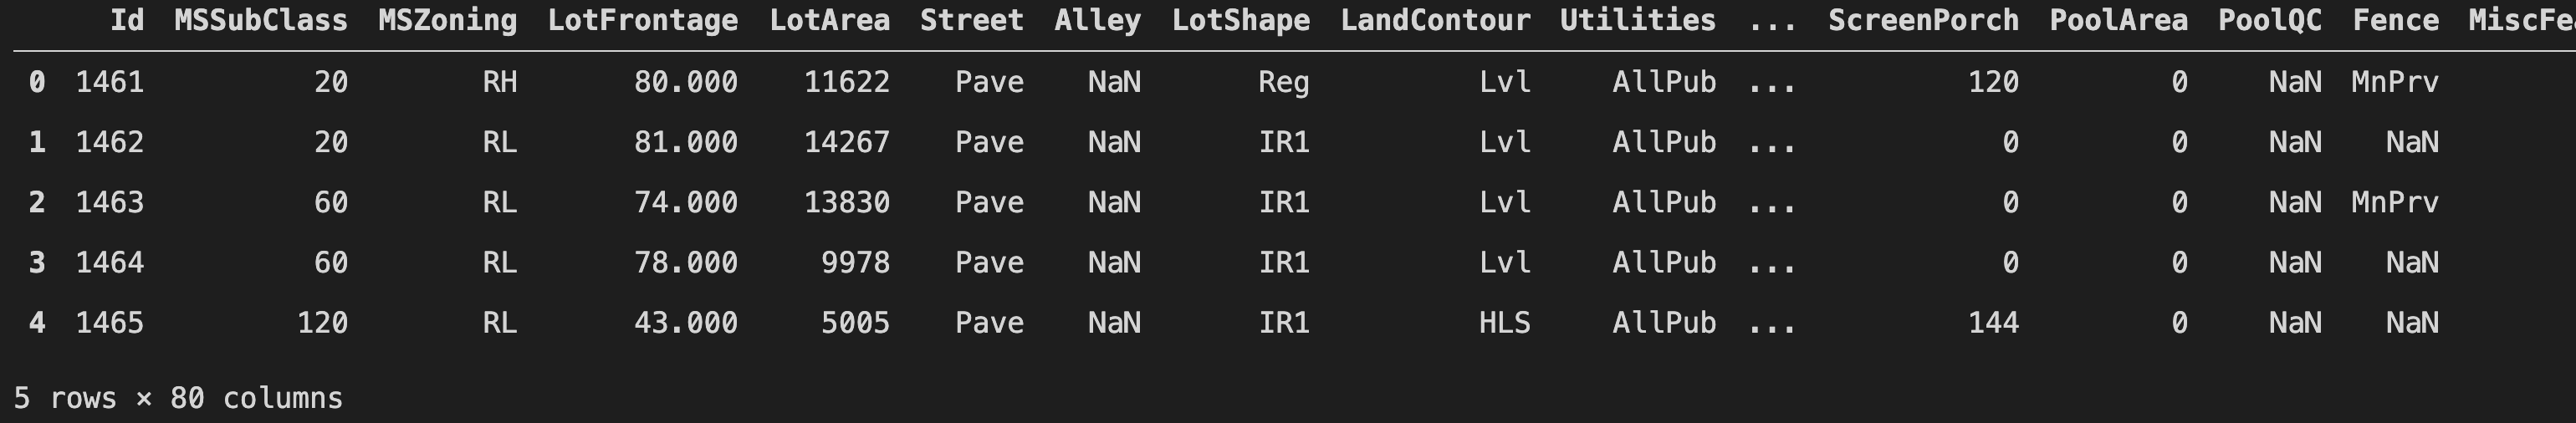 Id MSSubClass MSZoning LotFrontage LotArea Street Alley LotShape LandContour Utilities ... ScreenPorch PoolArea PoolQC Fence MiscFea
0 1461 20 RH 80.000 11622 Pave NaN Reg Lvl AllPub ... 120 0 NaN MnPrv
1 1462 20 RL 81.000 14267 Pave NaN IR1 Lvl AllPub ... 0 0 NaN NaN
2 1463 60 RL 74.000 13830 Pave NaN IR1 Lvl AllPub ... 0 0 NaN MnPrv
3 1464 60 RL 78.000 9978 Pave NaN IR1 Lvl AllPub ... 0 0 NaN NaN
4 1465 120 RL 43.000 5005 Pave NaN IR1 HLS AllPub ... 144 0 NaN NaN
5 rows × 80 columns